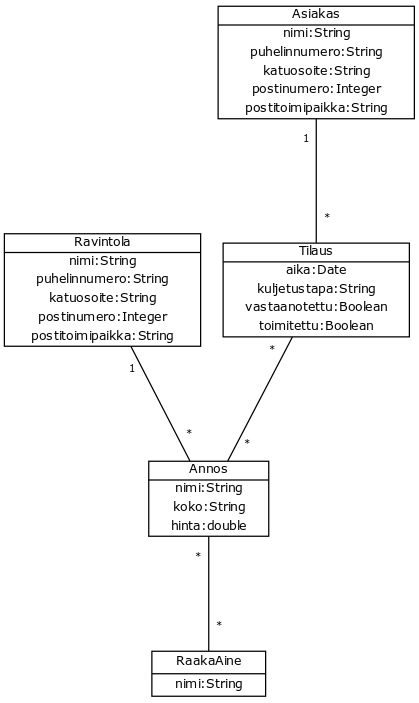 Asiakas
nimi:String
puhelinnumero:String
katuosoite:String
postinumero:Integer
postitoimipaikka:String
1
*
Ravintola
nimi:String
puhelinnumero:String
katuosoite:String
postinumero:Integer
postitoimipaikka:String
Tilaus
aika:Date
kuljetustapa:String
vastaanotettu:Boolean
toimitettu:Boolean
1
*
*
*
Annos
nimi:String
koko:String
hinta:double
*
*
RaakaAine
nimi:String